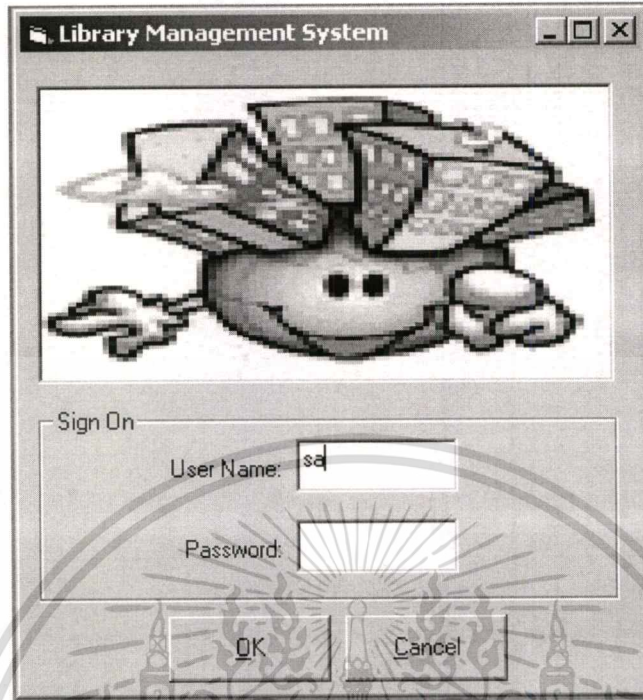 Library Management System
Sign On
User Name: sa
Password:
OK Cancel